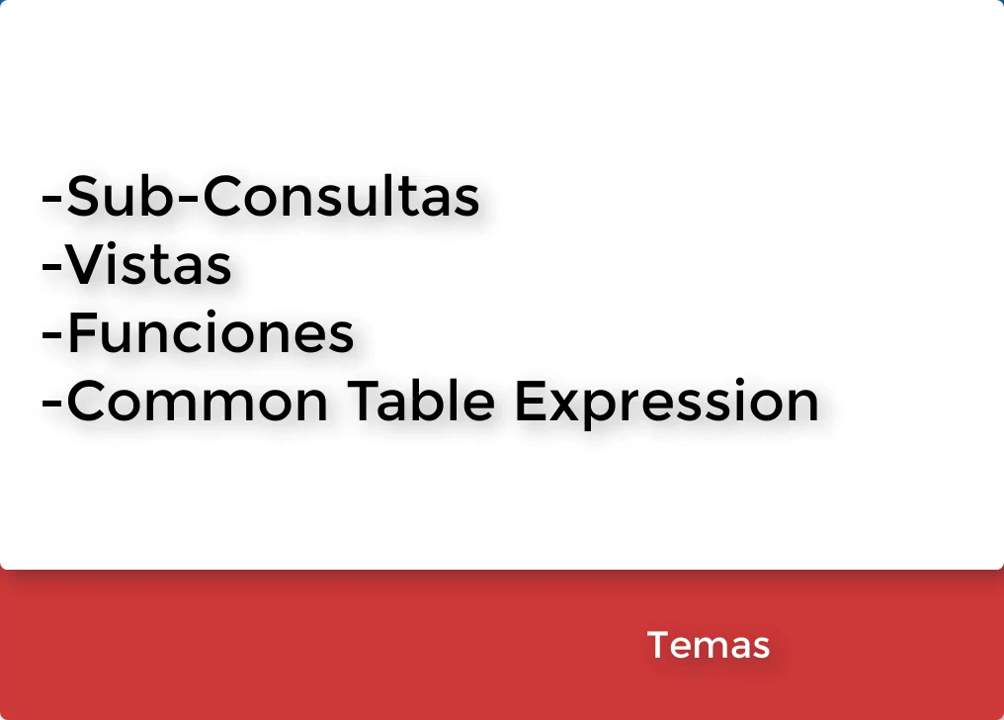 -Sub-Consultas
-Vistas
-Funciones
-Common Table Expression
Temas